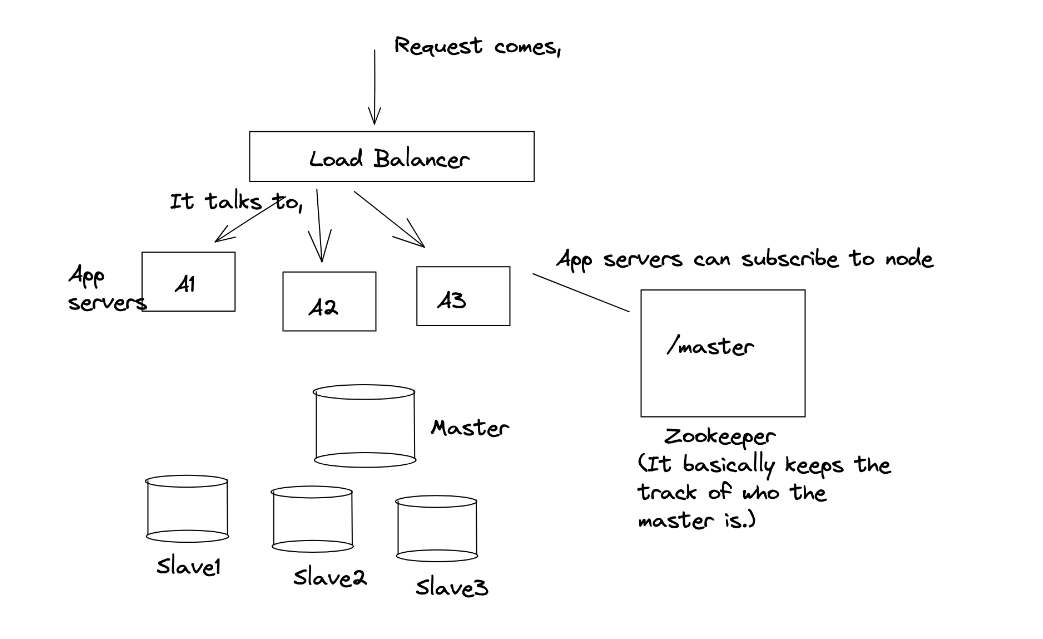 Request comes,
Load Balancer
It talks to,
App
servers
A1
A2
A3
App servers can subscribe to node
/master
Master
Zookeeper
(It basically keeps the
track of who the
master is.)
Slave1
Slave2
Slave3